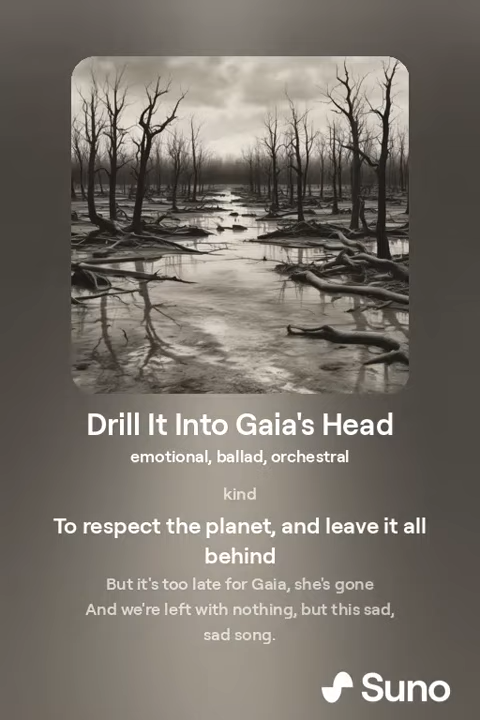 Drill It Into Gaia's Head
emotional, ballad, orchestral
kind
To respect the planet, and leave it all
behind
But it's too late for Gaia, she's gone
And we're left with nothing, but this sad,
sad song.
Suno